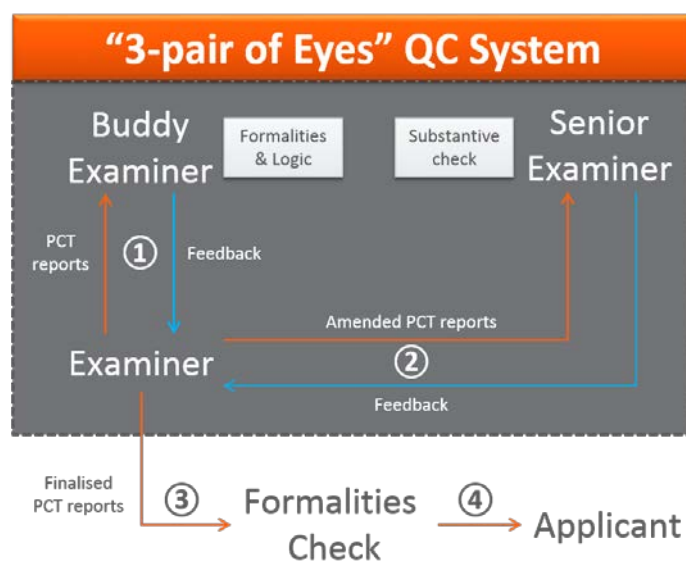 “3-pair of Eyes” QC System
Buddy
Examiner
Formalities
& Logic
Substantive
check
Senior
Examiner
PCT
reports
①
Feedback
Amended PCT reports
Examiner
②
Feedback
Finalised
PCT reports
③
Formalities
Check
④
Applicant